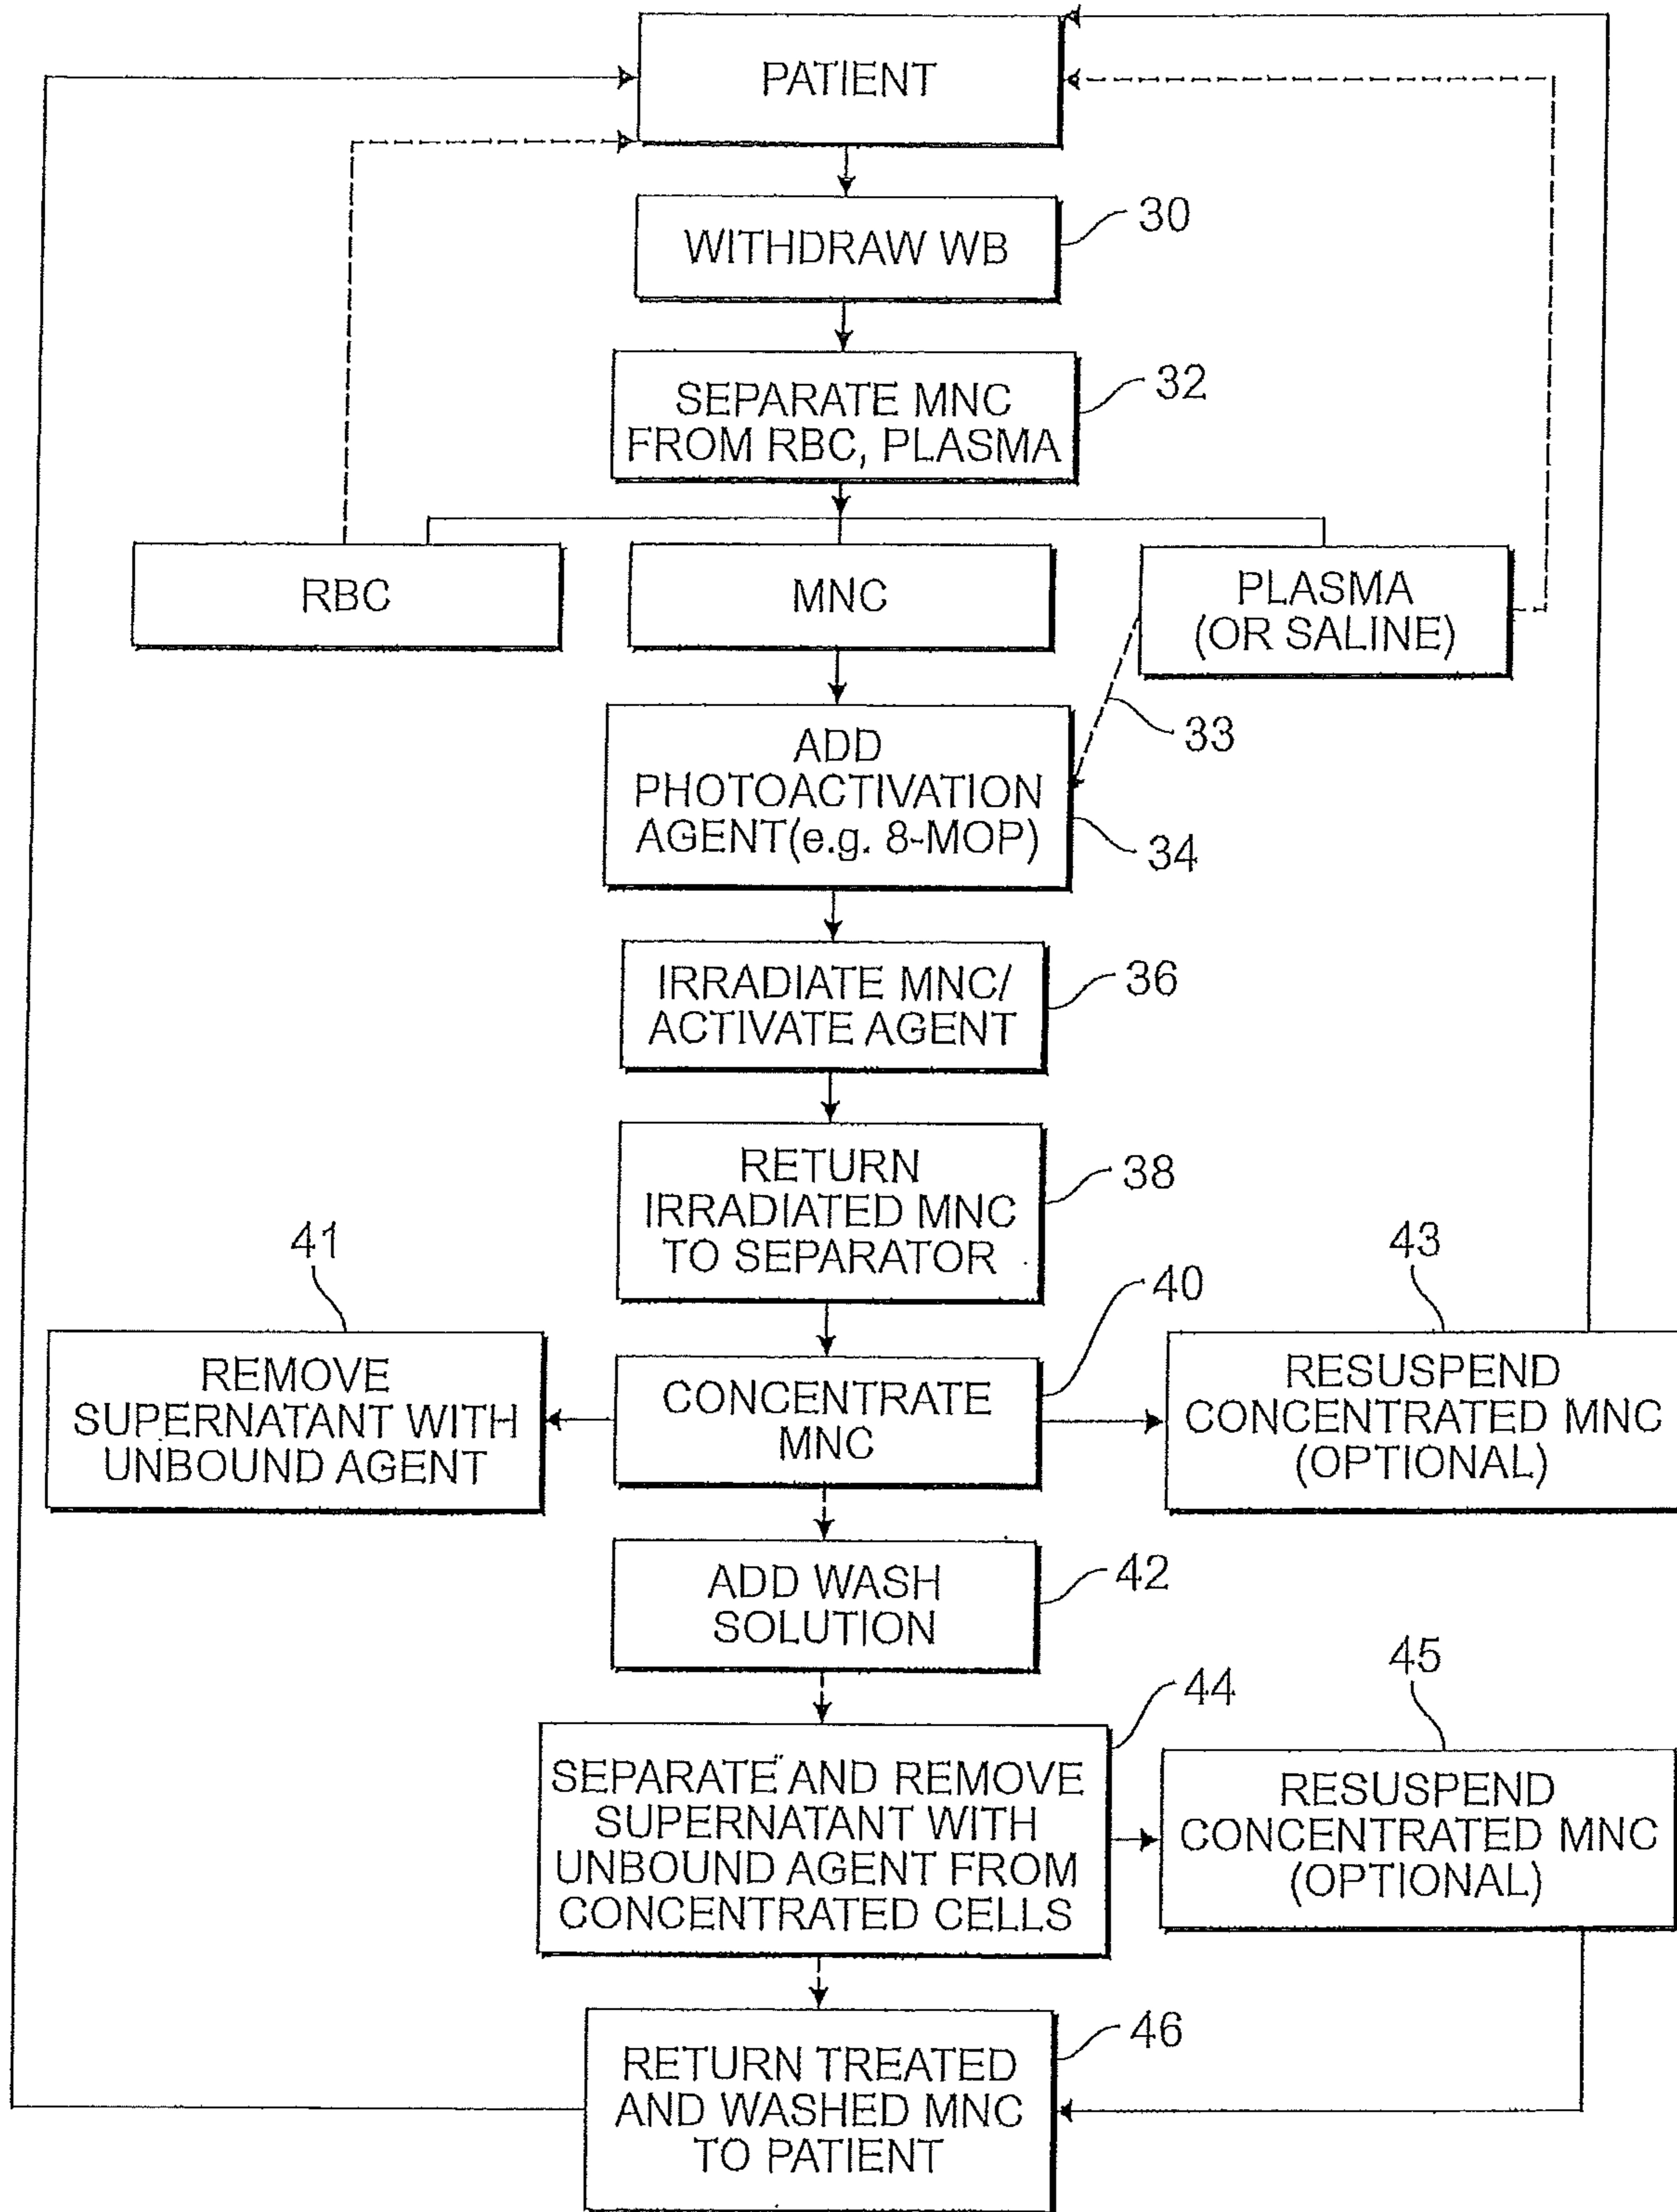 PATIENT
WITHDRAW WB
30
SEPARATE MNC
FROM RBC, PLASMA
32
RBC
MNC
PLASMA
(OR SALINE)
33
ADD
PHOTOACTIVATION
AGENT(e.g. 8-MOP)
34
IRRADIATE MNC/
ACTIVATE AGENT
36
RETURN
IRRADIATED MNC
TO SEPARATOR
38
41
REMOVE
SUPERNATANT WITH
UNBOUND AGENT
CONCENTRATE
MNC
40
43
RESUSPEND
CONCENTRATED MNC
(OPTIONAL)
ADD WASH
SOLUTION
42
SEPARATE AND REMOVE
SUPERNATANT WITH
UNBOUND AGENT FROM
CONCENTRATED CELLS
44
45
RESUSPEND
CONCENTRATED MNC
(OPTIONAL)
RETURN TREATED
AND WASHED MNC
TO PATIENT
46